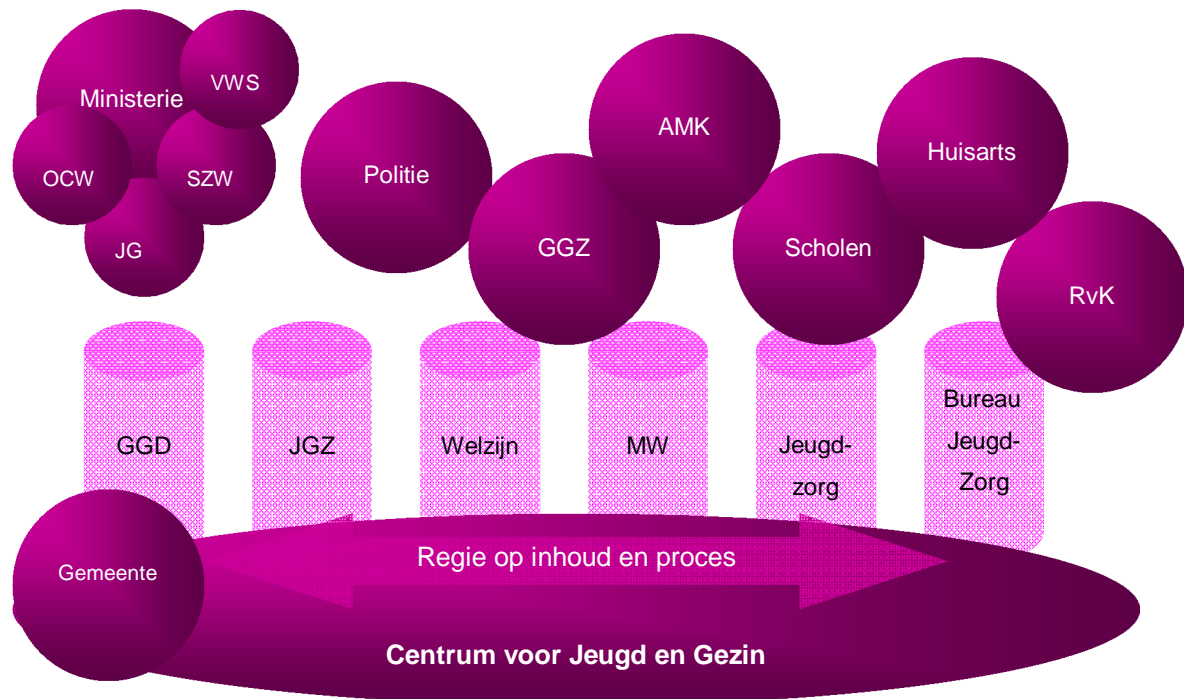 VWS
Ministerie
OCW
SZW
JG
Politie
AMK
GGZ
Scholen
Huisarts
RvK
GGD
JGZ
Welzijn
MW
Jeugd-
zorg
Bureau
Jeugd-
Zorg
Gemeente
Regie op inhoud en proces
Centrum voor Jeugd en Gezin